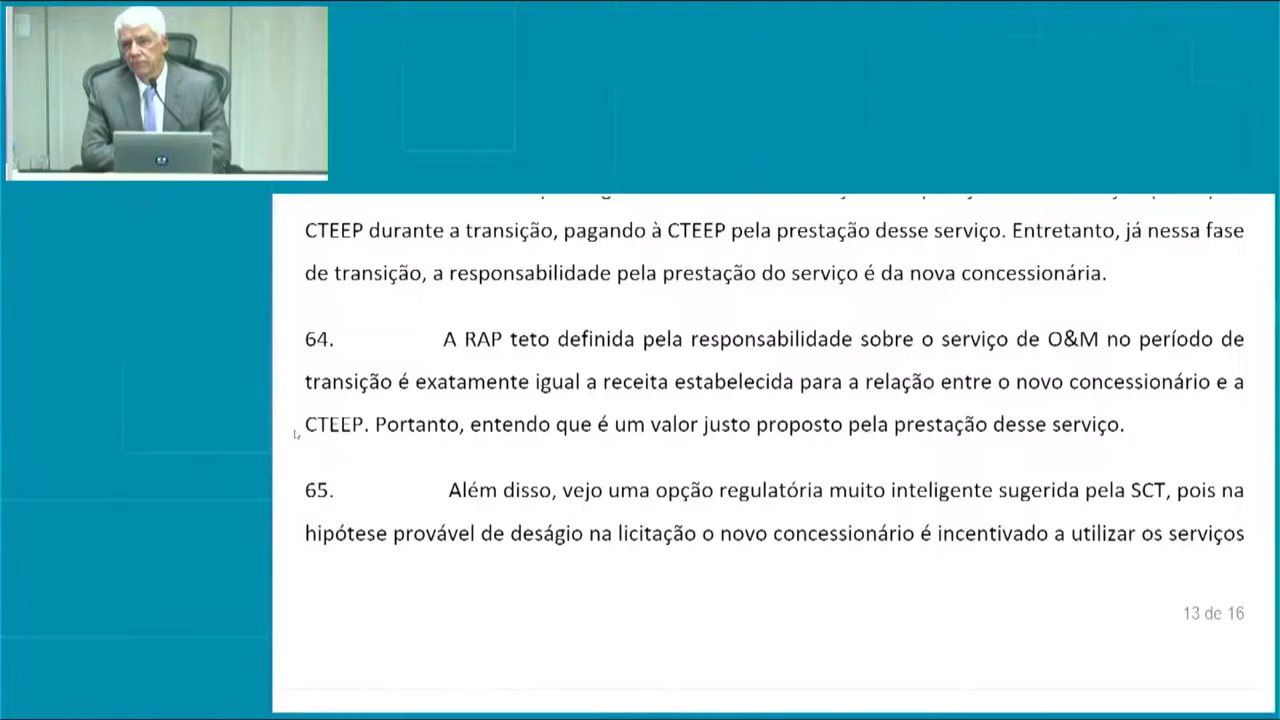 CTEEP durante a transição, pagando à CTEEP pela prestação desse serviço. Entretanto, já nessa fase
de transição, a responsabilidade pela prestação do serviço é da nova concessionária.
64. A RAP teto definida pela responsabilidade sobre o serviço de O&M no período de
transição é exatamente igual a receita estabelecida para a relação entre o novo concessionário e a
CTEEP. Portanto, entendo que é um valor justo proposto pela prestação desse serviço.
65. Além disso, vejo uma opção regulatória muito inteligente sugerida pela SCT, pois na
hipótese provável de deságio na licitação o novo concessionário é incentivado a utilizar os serviços
13 de 16